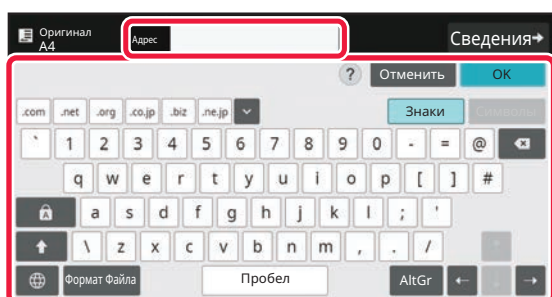 Оригинал
A4
Адрес
Сведения
? Отменить OK
.com .net .org .co.jp .biz .ne.jp Знаки Символы
` 1 2 3 4 5 6 7 8 9 0 - = @
q w e r t y u i o p [ ] #
A a s d f g h j k l ; '
\ z x c v b n m , . /
Формат Файла Пробел AltGr